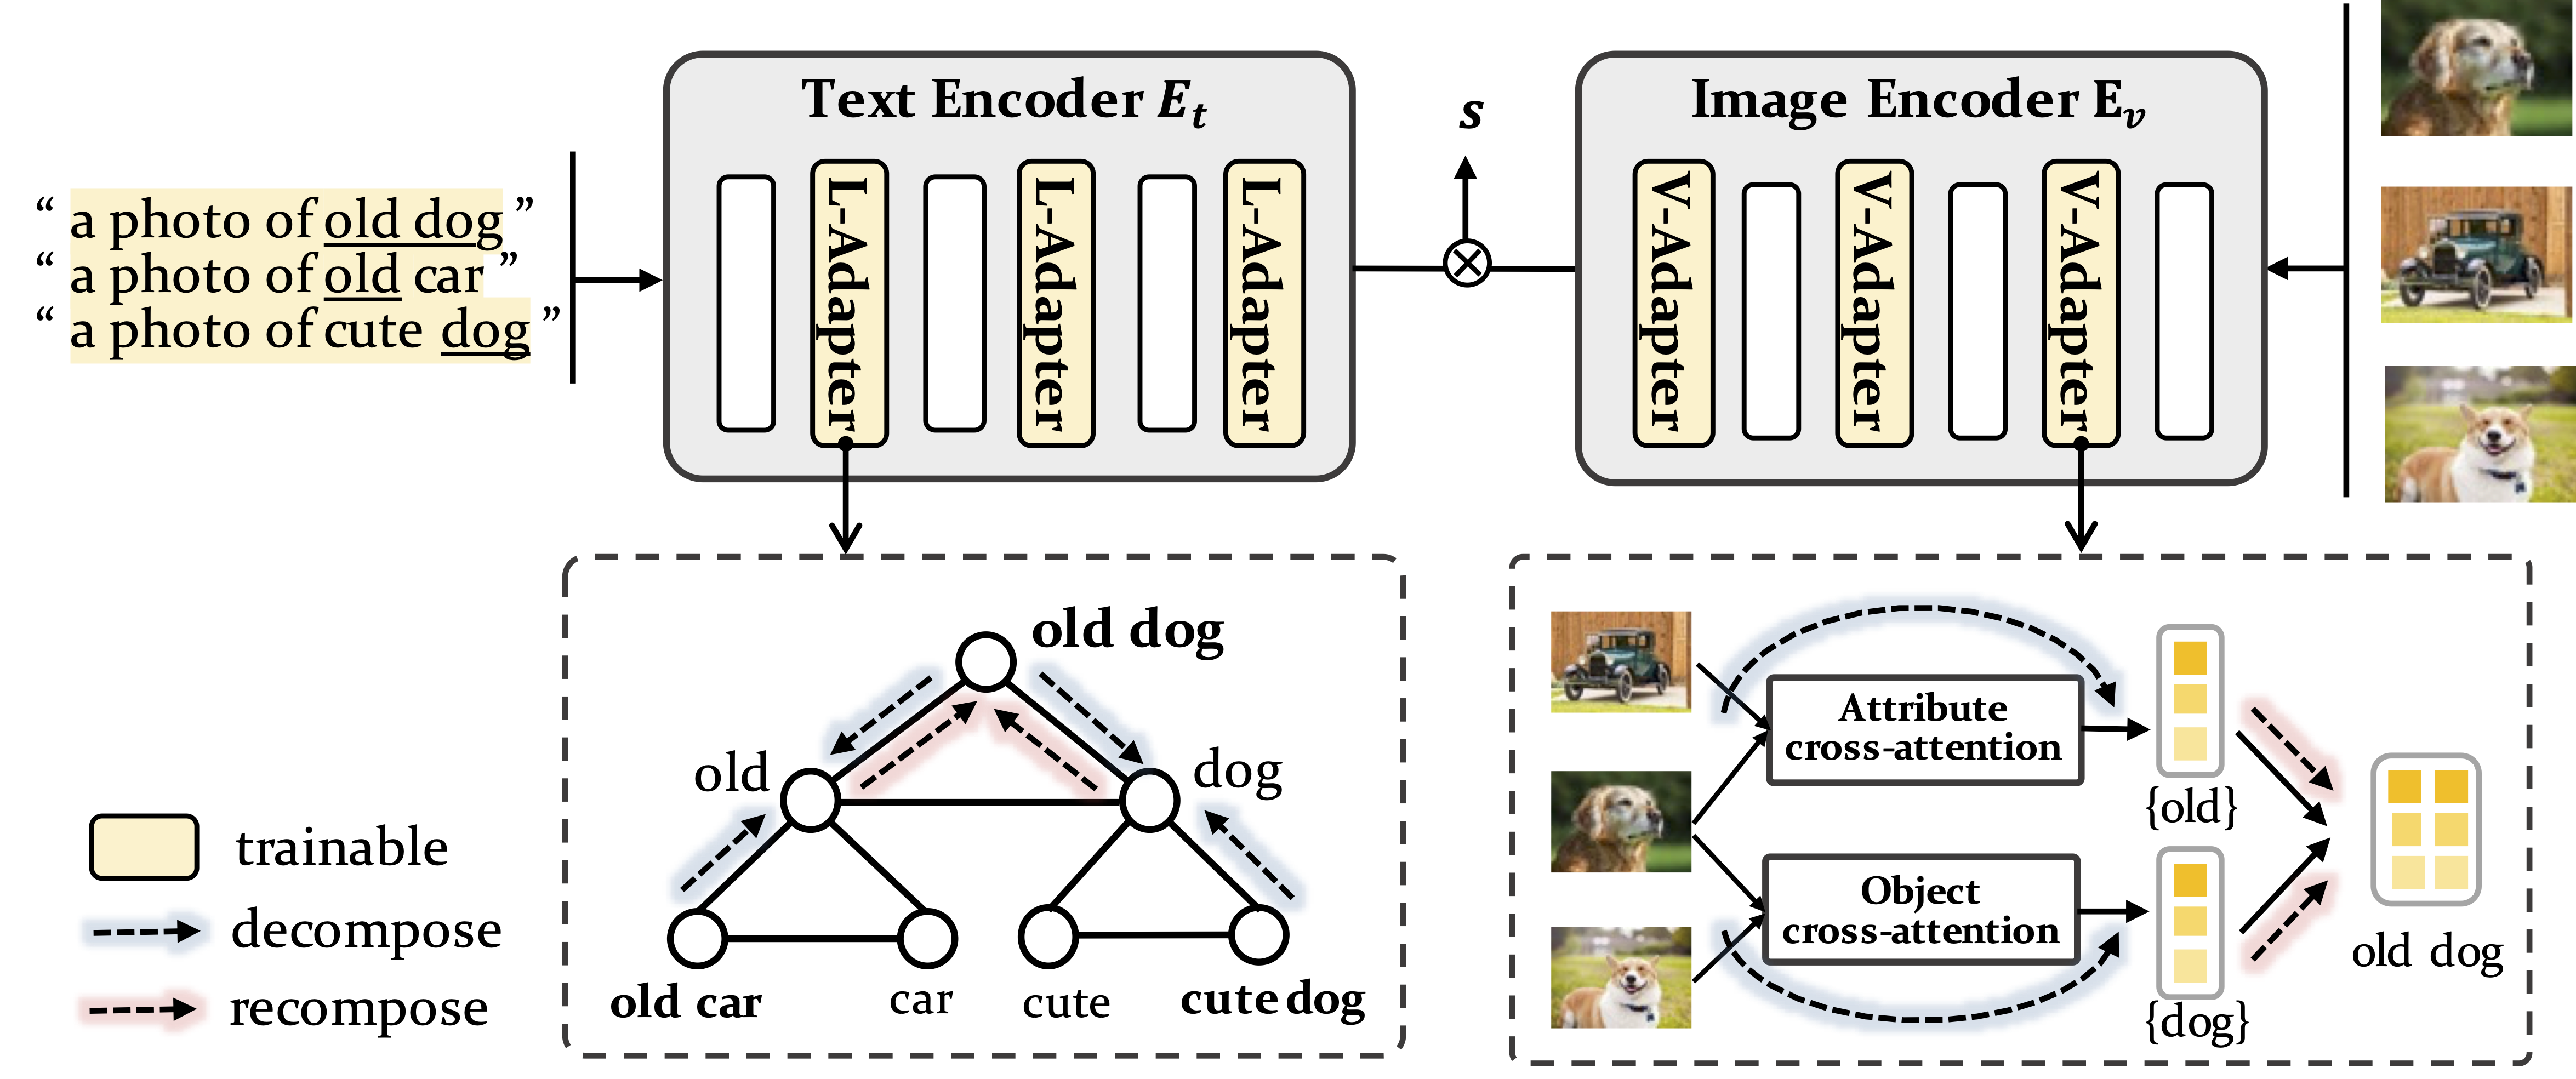 “ a photo of old dog ”
“ a photo of old car ”
“ a photo of cute dog ”
Text Encoder E_t
L-Adapter
L-Adapter
L-Adapter
s
Image Encoder E_v
V-Adapter
V-Adapter
V-Adapter
trainable
decompose
recompose
old dog
old
dog
old car
car
cute
cute dog
Attribute
cross-attention
{old}
Object
cross-attention
{dog}
old dog